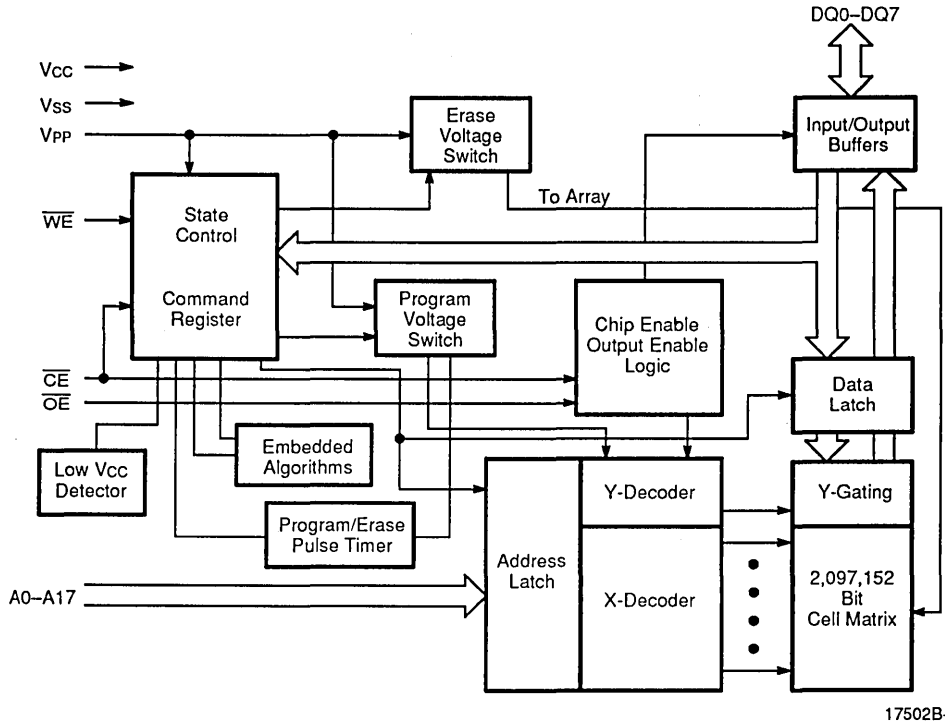 DQ0–DQ7
VCC
VSS
VPP
Erase
Voltage
Switch
Input/Output
Buffers
To Array
WE
State
Control
Command
Register
Program
Voltage
Switch
Chip Enable
Output Enable
Logic
CE
OE
Data
Latch
Low Vcc
Detector
Embedded
Algorithms
Program/Erase
Pulse Timer
Address
Latch
Y-Decoder
X-Decoder
Y-Gating
2,097,152
Bit
Cell Matrix
A0–A17
17502B-